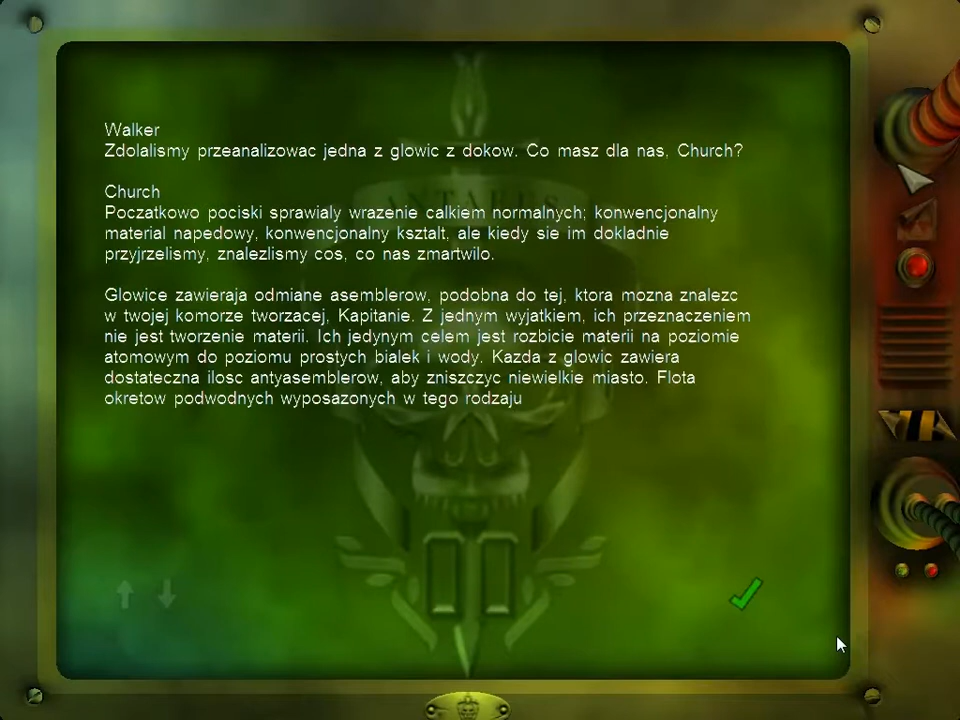 Walker
Zdolalismy przeanalizowac jedna z glowic z dokow. Co masz dla nas, Church?
Church
Poczatkowo pociski sprawialy wrazenie calkiem normalnych; konwencjonalny
material napedowy, konwencjonalny ksztalt, ale kiedy sie im dokladnie
przyjrzelismy, znalezlismy cos, co nas zmartwilo.
Glowice zawieraja odmiane asemblerow, podobna do tej, ktora mozna znalezc
w twojej komorze tworzacej, Kapitanie. Z jednym wyjatkiem, ich przeznaczeniem
nie jest tworzenie materii. Ich jedynym celem jest rozbicie materii na poziomie
atomowym do poziomu prostych bialek i wody. Kazda z glowic zawiera
dostateczna ilosc antyasemblerow, aby zniszczyc niewielkie miasto. Flota
okretow podwodnych wyposazonych w tego rodzaju